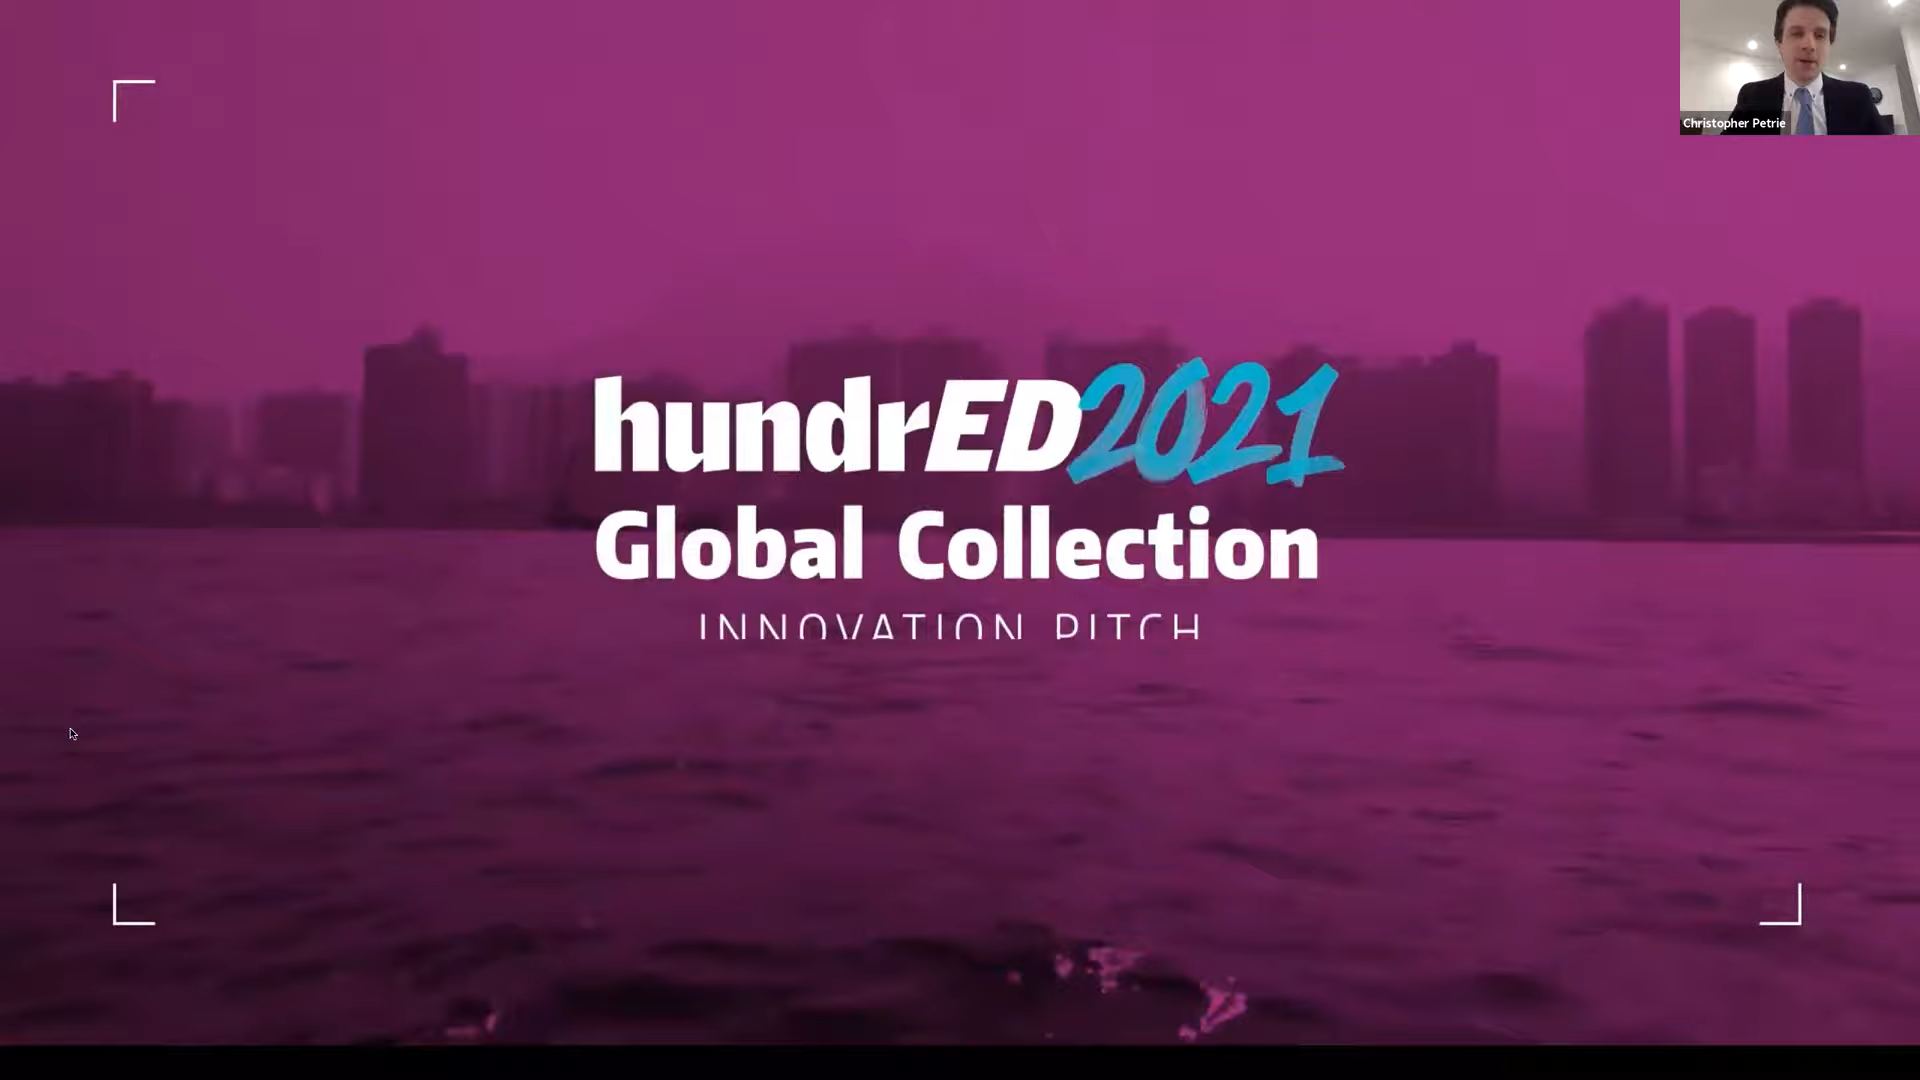 Christopher Petrie
hundrED2021
Global Collection
INNOVATION PITCH